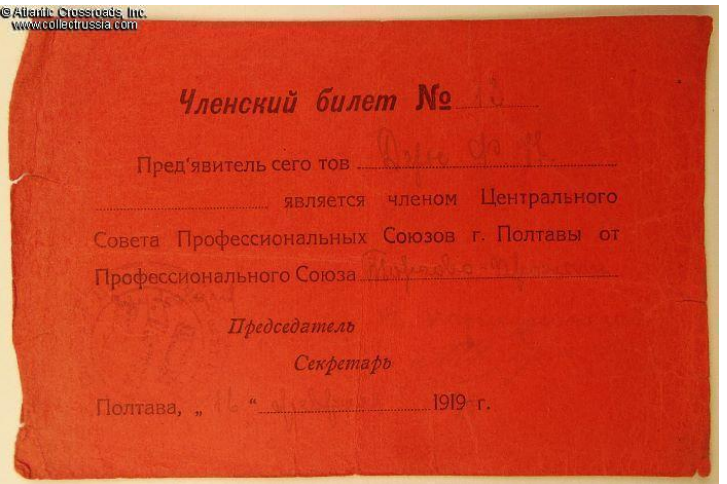 © Atlantic Crossroads, Inc.
www.collectrussia.com
Членский билет № 13
Пред'явитель сего тов
является членом Центрального
Совета Профессиональных Союзов г. Полтавы от
Профессионального Союза
Председатель
Секретарь
Полтава, „ “ 1919 г.